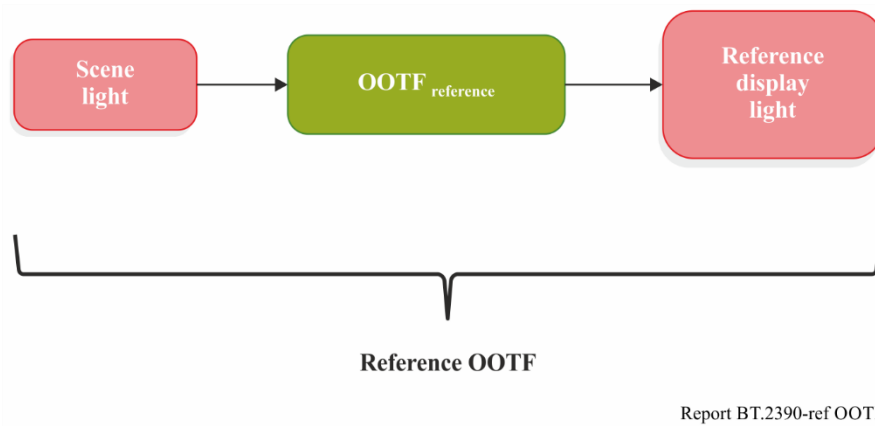 Scene
light
OOTF reference
Reference
display
light
Reference OOTF
Report BT.2390-ref OOT